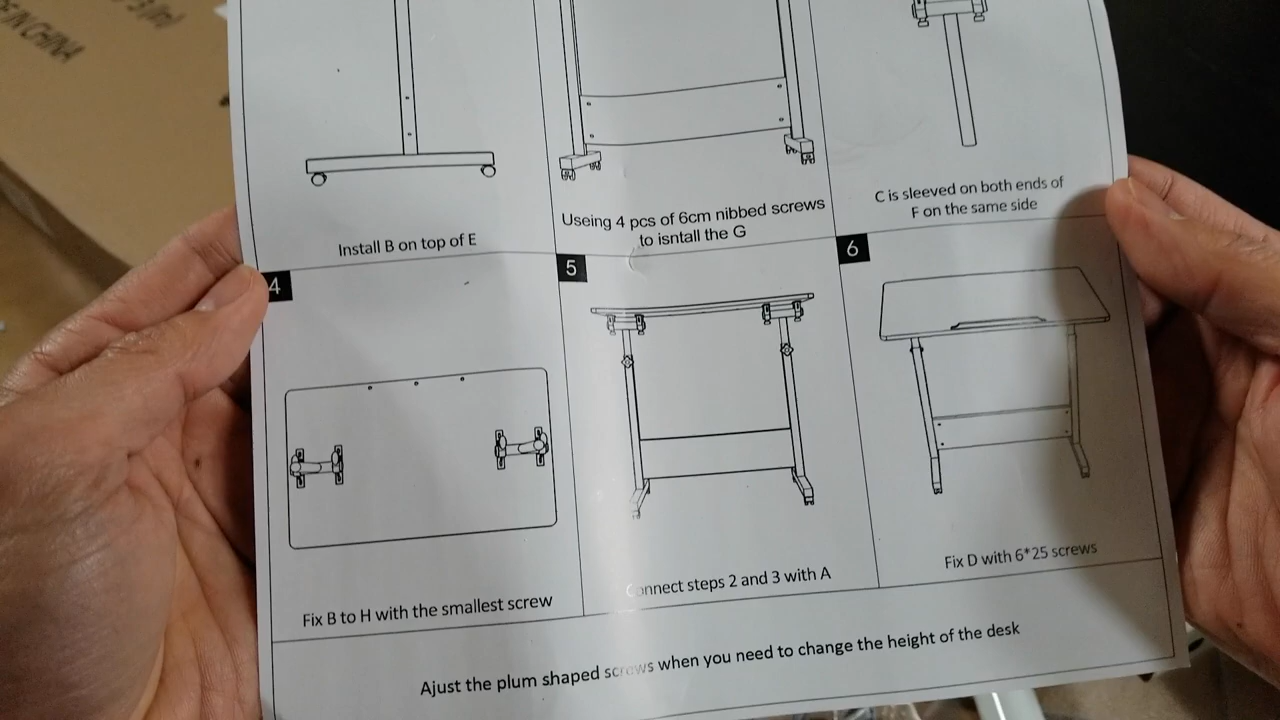 IN CHINA
Install B on top of E
Useing 4 pcs of 6cm nibbed screws
to isntall the G
C is sleeved on both ends of
F on the same side
4
5
6
Fix B to H with the smallest screw
Connect steps 2 and 3 with A
Fix D with 6*25 screws
Ajust the plum shaped screws when you need to change the height of the desk